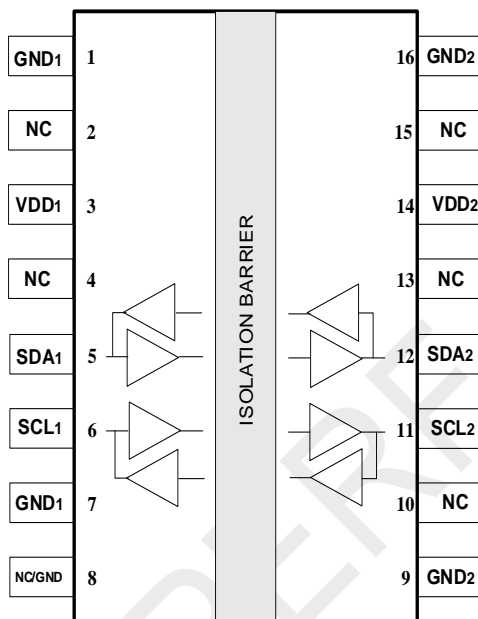 GND1 1 16 GND2
NC 2 15 NC
VDD1 3 14 VDD2
NC 4 13 NC
ISOLATION BARRIER
SDA1 5 12 SDA2
SCL1 6 11 SCL2
GND1 7 10 NC
NC/GND 8 9 GND2